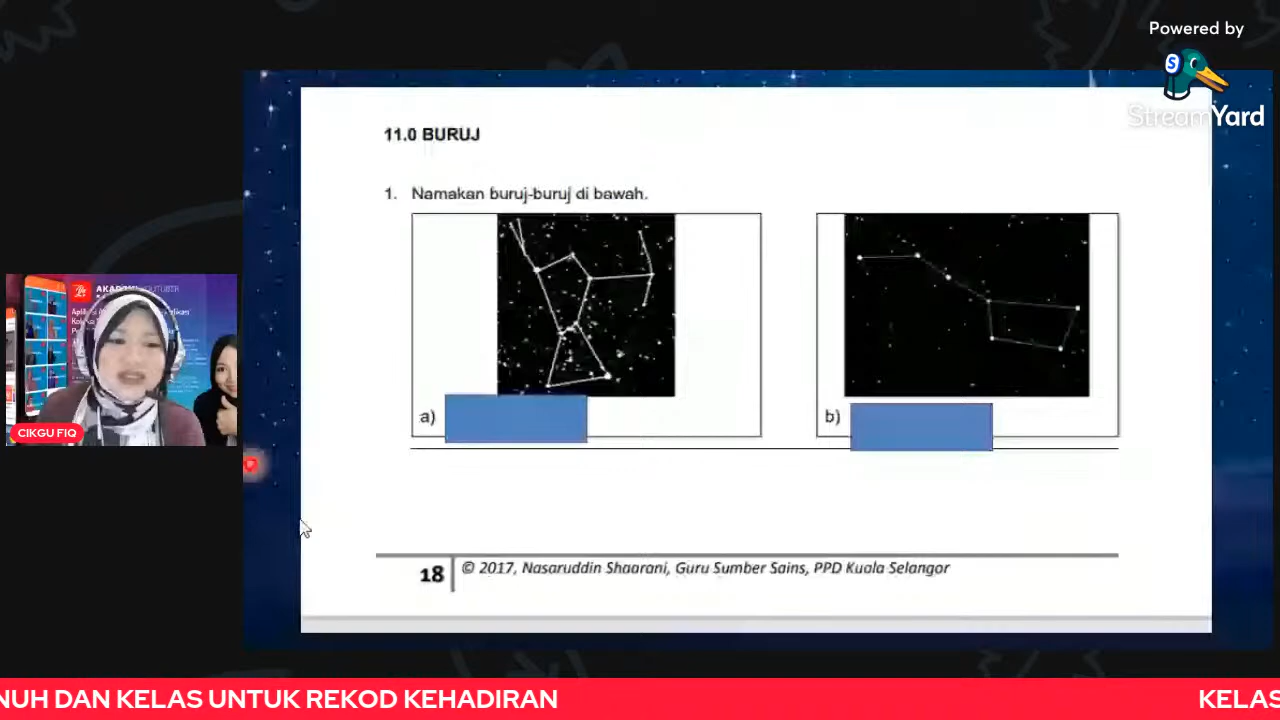 Powered by
StreamYard
11.0 BURUJ
1. Namakan buruj-buruj di bawah.
a)
b)
CIKGU FIQ
18
© 2017, Nasaruddin Shaarani, Guru Sumber Sains, PPD Kuala Selangor
NUH DAN KELAS UNTUK REKOD KEHADIRAN
KELAS